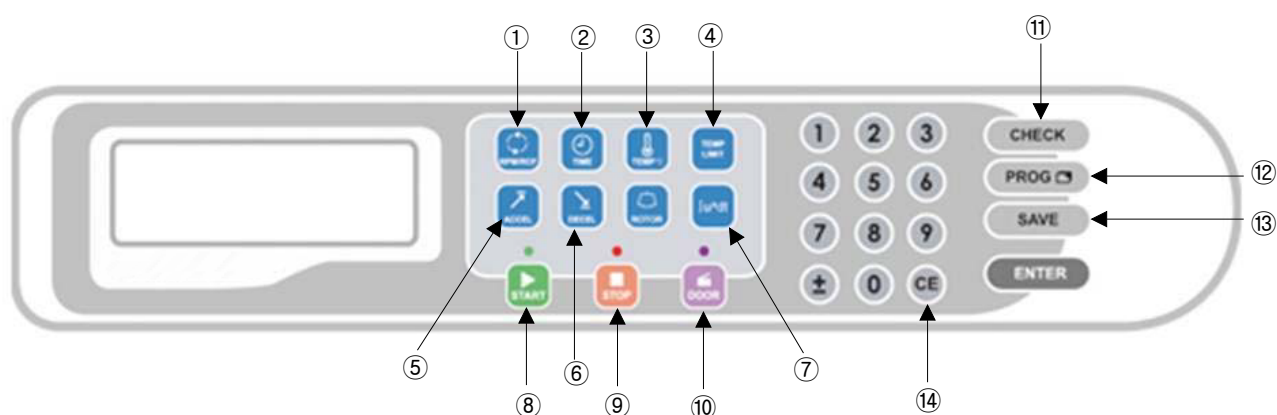 ① ② ③ ④ ⑪
RPM/RCF TIME TEMP℃ TEMP LIMIT 1 2 3 CHECK
4 5 6 PROG ⑫
ACCEL DECEL ROTOR SAVE ⑬
7 8 9
START STOP DOOR ± 0 CE ENTER
⑤ ⑥ ⑦
⑧ ⑨ ⑩ ⑭